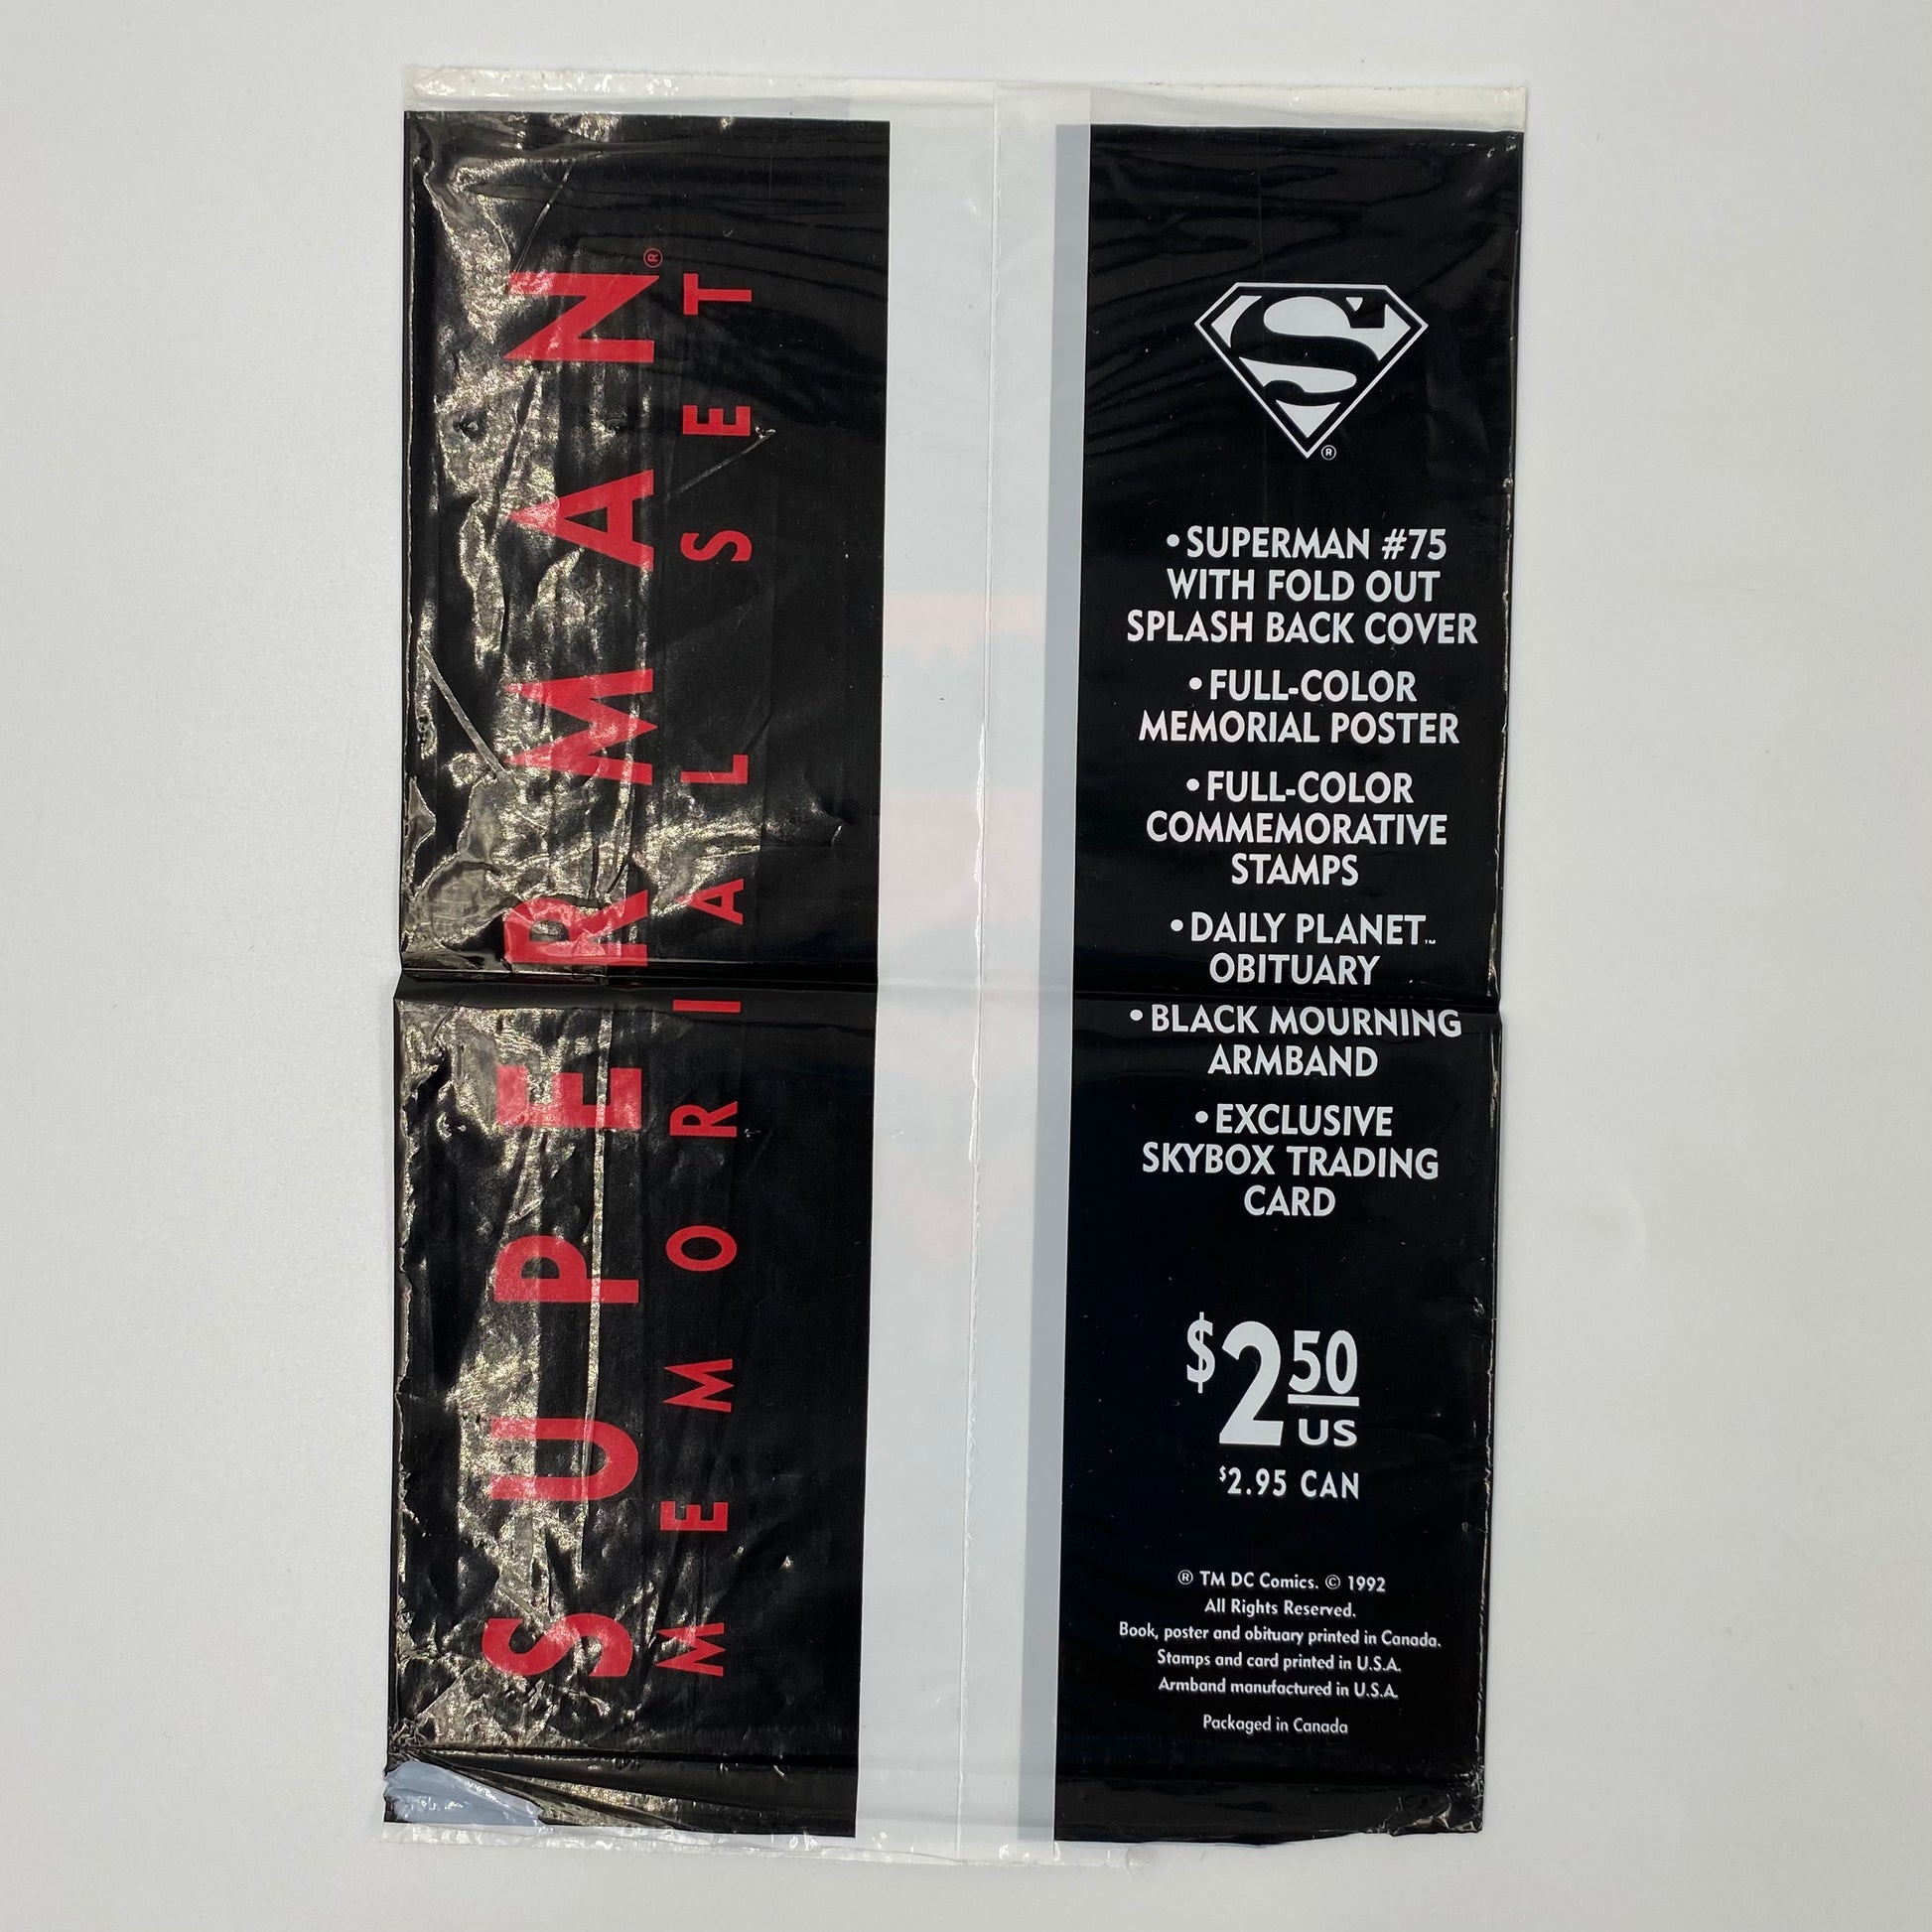 SUPERMAN®
MEMORIAL SET
S
®
• SUPERMAN #75
WITH FOLD OUT
SPLASH BACK COVER
• FULL-COLOR
MEMORIAL POSTER
• FULL-COLOR
COMMEMORATIVE
STAMPS
• DAILY PLANET™
OBITUARY
• BLACK MOURNING
ARMBAND
• EXCLUSIVE
SKYBOX TRADING
CARD
$2.50
US
$2.95 CAN
® TM DC Comics. © 1992
All Rights Reserved.
Book, poster and obituary printed in Canada.
Stamps and card printed in U.S.A.
Armband manufactured in U.S.A.
Packaged in Canada